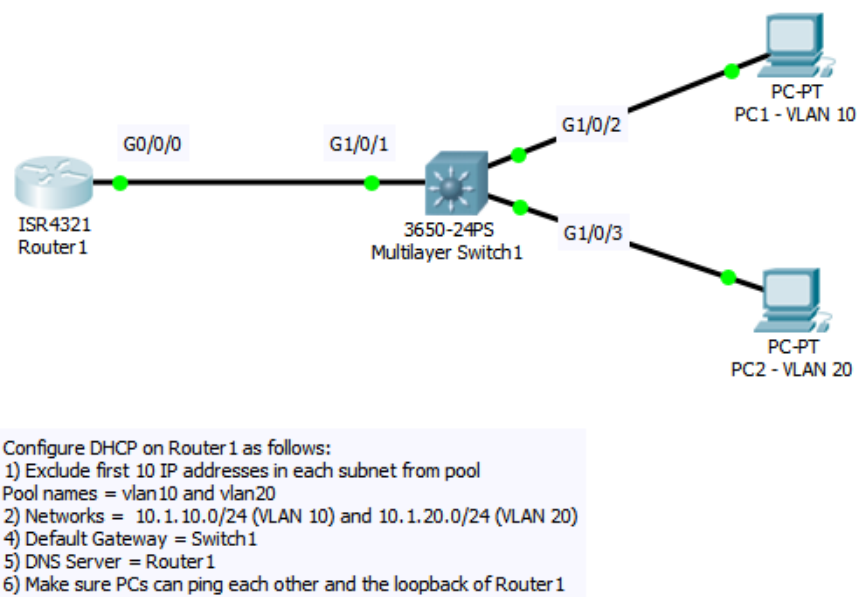 G0/0/0
G1/0/1
G1/0/2
G1/0/3
ISR4321
Router1
3650-24PS
Multilayer Switch1
PC-PT
PC1 - VLAN 10
PC-PT
PC2 - VLAN 20
Configure DHCP on Router1 as follows:
1) Exclude first 10 IP addresses in each subnet from pool
Pool names = vlan10 and vlan20
2) Networks = 10.1.10.0/24 (VLAN 10) and 10.1.20.0/24 (VLAN 20)
4) Default Gateway = Switch1
5) DNS Server = Router1
6) Make sure PCs can ping each other and the loopback of Router1